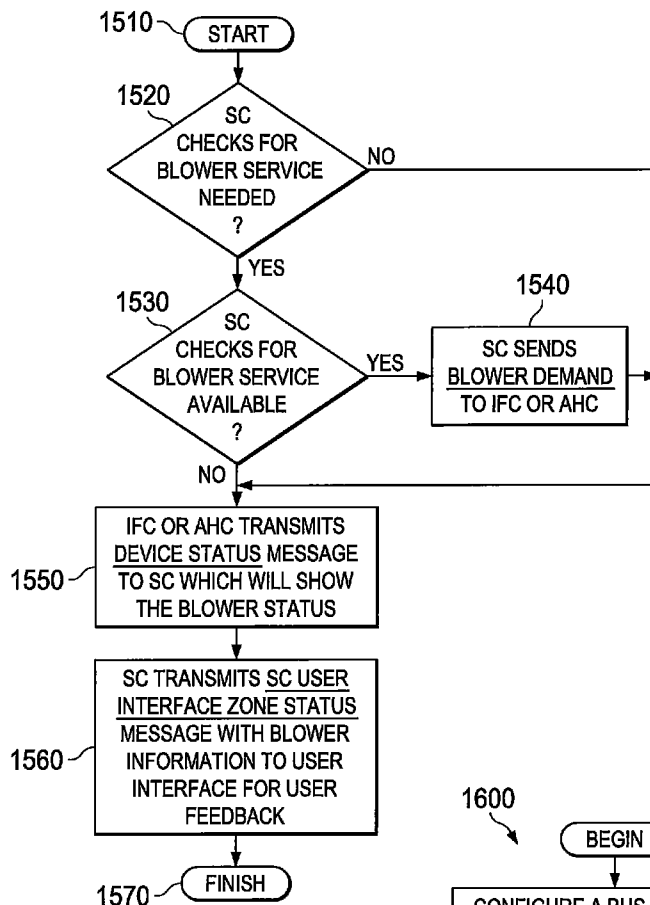 1510
START
1520
SC
CHECKS FOR
BLOWER SERVICE
NEEDED
?
NO
YES
1530
SC
CHECKS FOR
BLOWER SERVICE
AVAILABLE
?
YES
1540
SC SENDS
BLOWER DEMAND
TO IFC OR AHC
NO
1550
IFC OR AHC TRANSMITS
DEVICE STATUS MESSAGE
TO SC WHICH WILL SHOW
THE BLOWER STATUS
1560
SC TRANSMITS SC USER
INTERFACE ZONE STATUS
MESSAGE WITH BLOWER
INFORMATION TO USER
INTERFACE FOR USER
FEEDBACK
1570
FINISH
1600
BEGIN
CONFIGURE A BUS